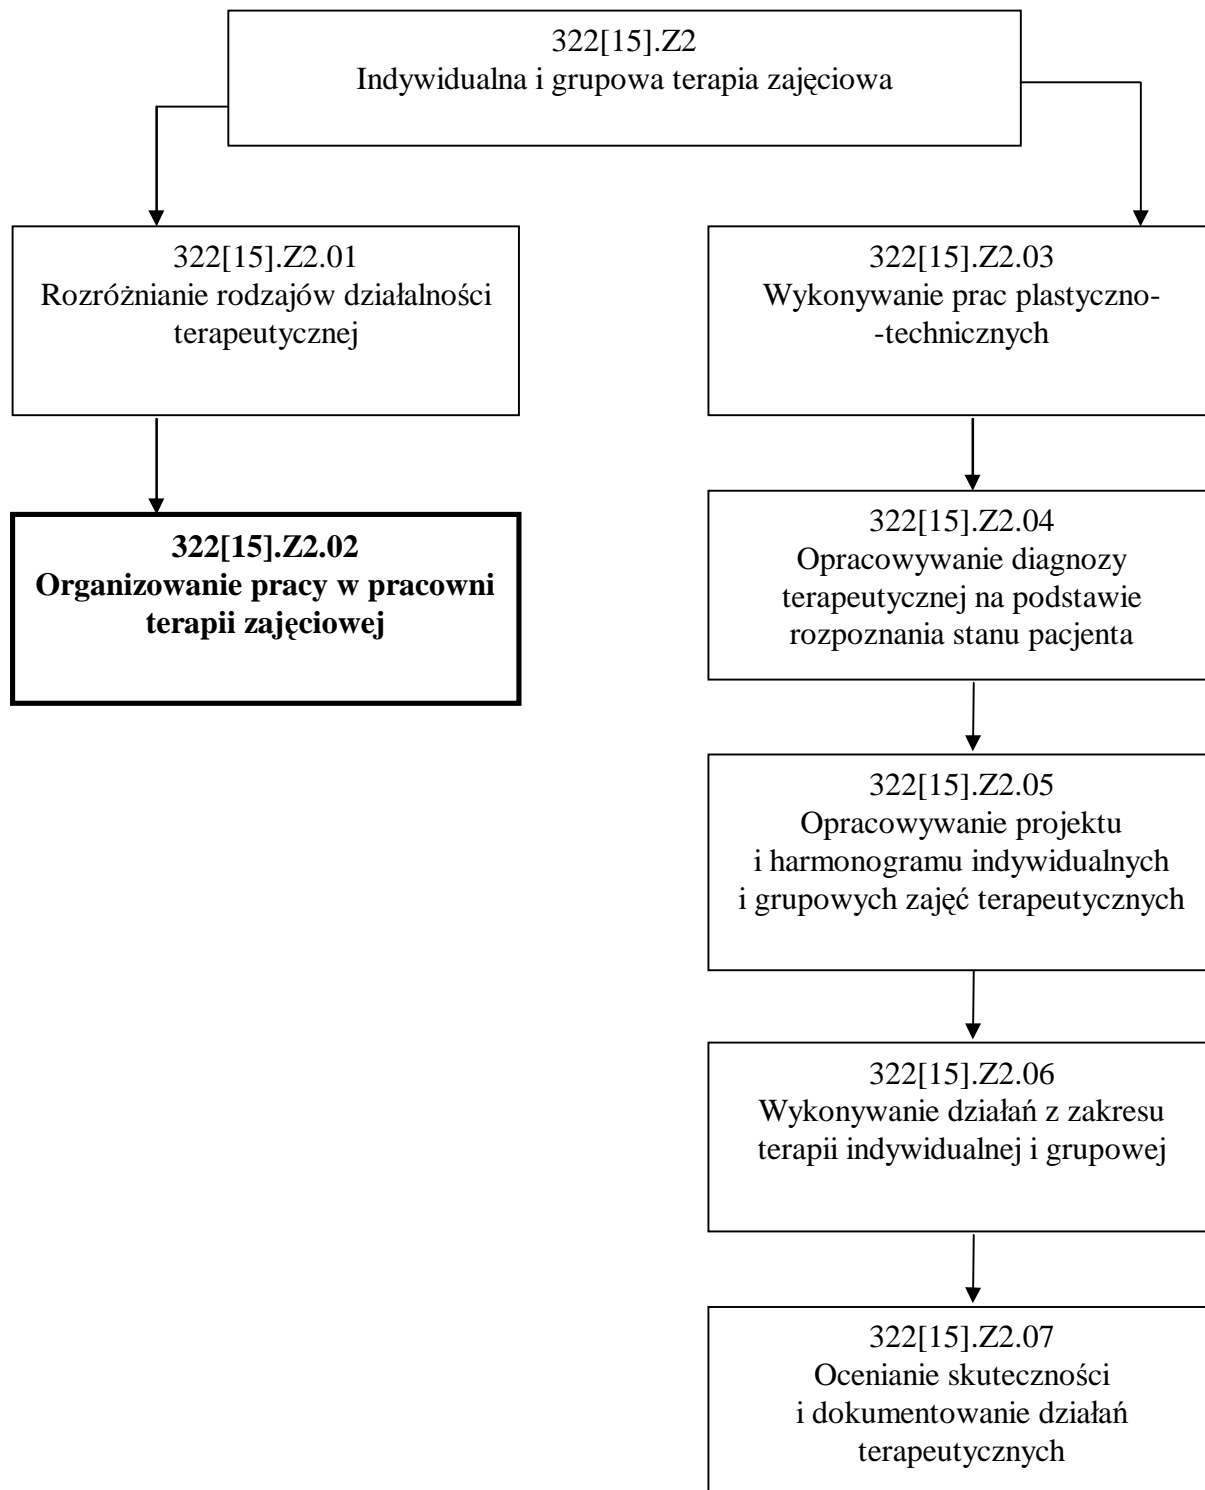 322[15].Z2
Indywidualna i grupowa terapia zajęciowa
322[15].Z2.01
Rozróżnianie rodzajów działalności
terapeutycznej
322[15].Z2.02
Organizowanie pracy w pracowni
terapii zajęciowej
322[15].Z2.03
Wykonywanie prac plastyczno-
-technicznych
322[15].Z2.04
Opracowywanie diagnozy
terapeutycznej na podstawie
rozpoznania stanu pacjenta
322[15].Z2.05
Opracowywanie projektu
i harmonogramu indywidualnych
i grupowych zajęć terapeutycznych
322[15].Z2.06
Wykonywanie działań z zakresu
terapii indywidualnej i grupowej
322[15].Z2.07
Ocenianie skuteczności
i dokumentowanie działań
terapeutycznych